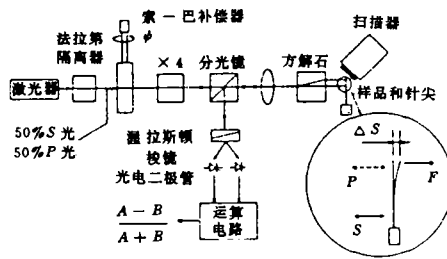 索－巴补偿器
φ
扫描器
法拉第
隔离器
×4
分光镜
方解石
激光器
样品和针尖
50%S光
50%P光
渥拉斯顿
梭镜
光电二极管
A－B
A＋B
运算
电路
△ S
P
F
S